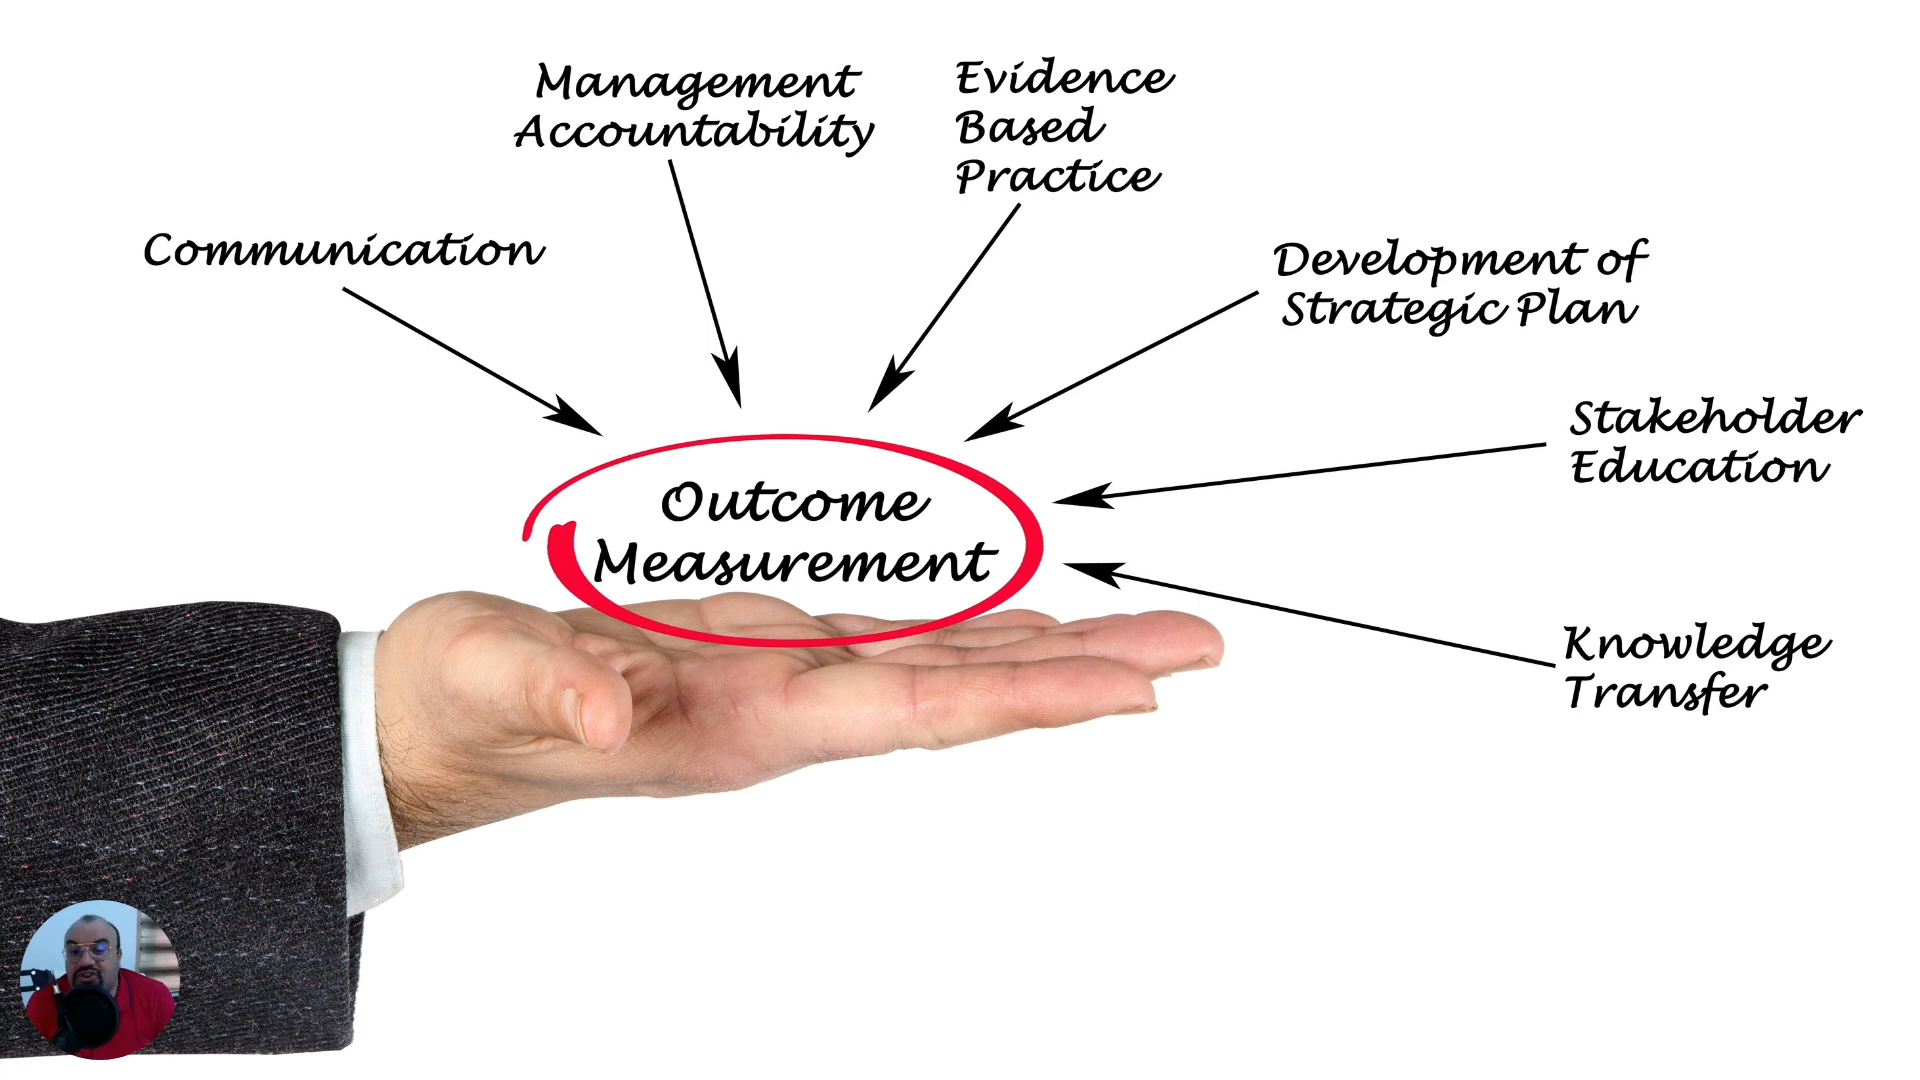 Management
Accountability
Evidence
Based
Practice
Communication
Development of
Strategic Plan
Stakeholder
Education
Outcome
Measurement
Knowledge
Transfer